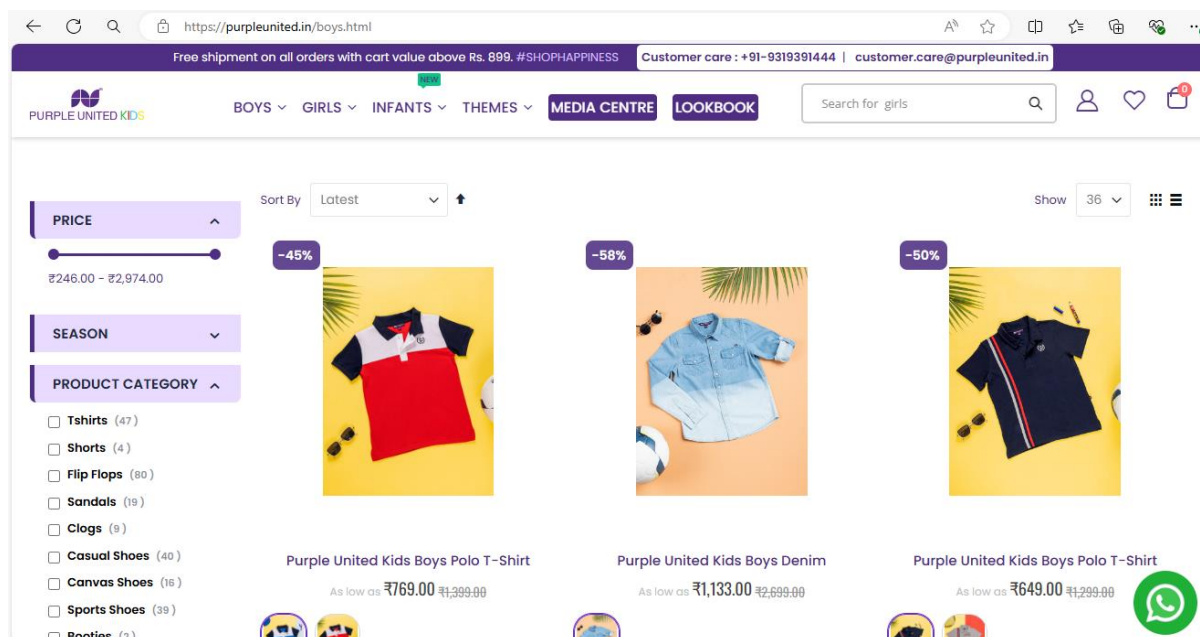 https://purpleunited.in/boys.html
Free shipment on all orders with cart value above Rs. 899. #SHOPHAPPINESS Customer care : +91-9319391444 | customer.care@purpleunited.in
NEW
PURPLE UNITED KIDS
BOYS GIRLS INFANTS THEMES MEDIA CENTRE LOOKBOOK Search for girls 0
Sort By Latest Show 36
PRICE
₹246.00 - ₹2,974.00
SEASON
PRODUCT CATEGORY
Tshirts (47)
Shorts (4)
Flip Flops (80)
Sandals (19)
Clogs (9)
Casual Shoes (40)
Canvas Shoes (16)
Sports Shoes (39)
Booties (2)
-45%
Purple United Kids Boys Polo T-Shirt
As low as ₹769.00 ₹1,399.00
-58%
Purple United Kids Boys Denim
As low as ₹1,133.00 ₹2,699.00
-50%
Purple United Kids Boys Polo T-Shirt
As low as ₹649.00 ₹1,299.00